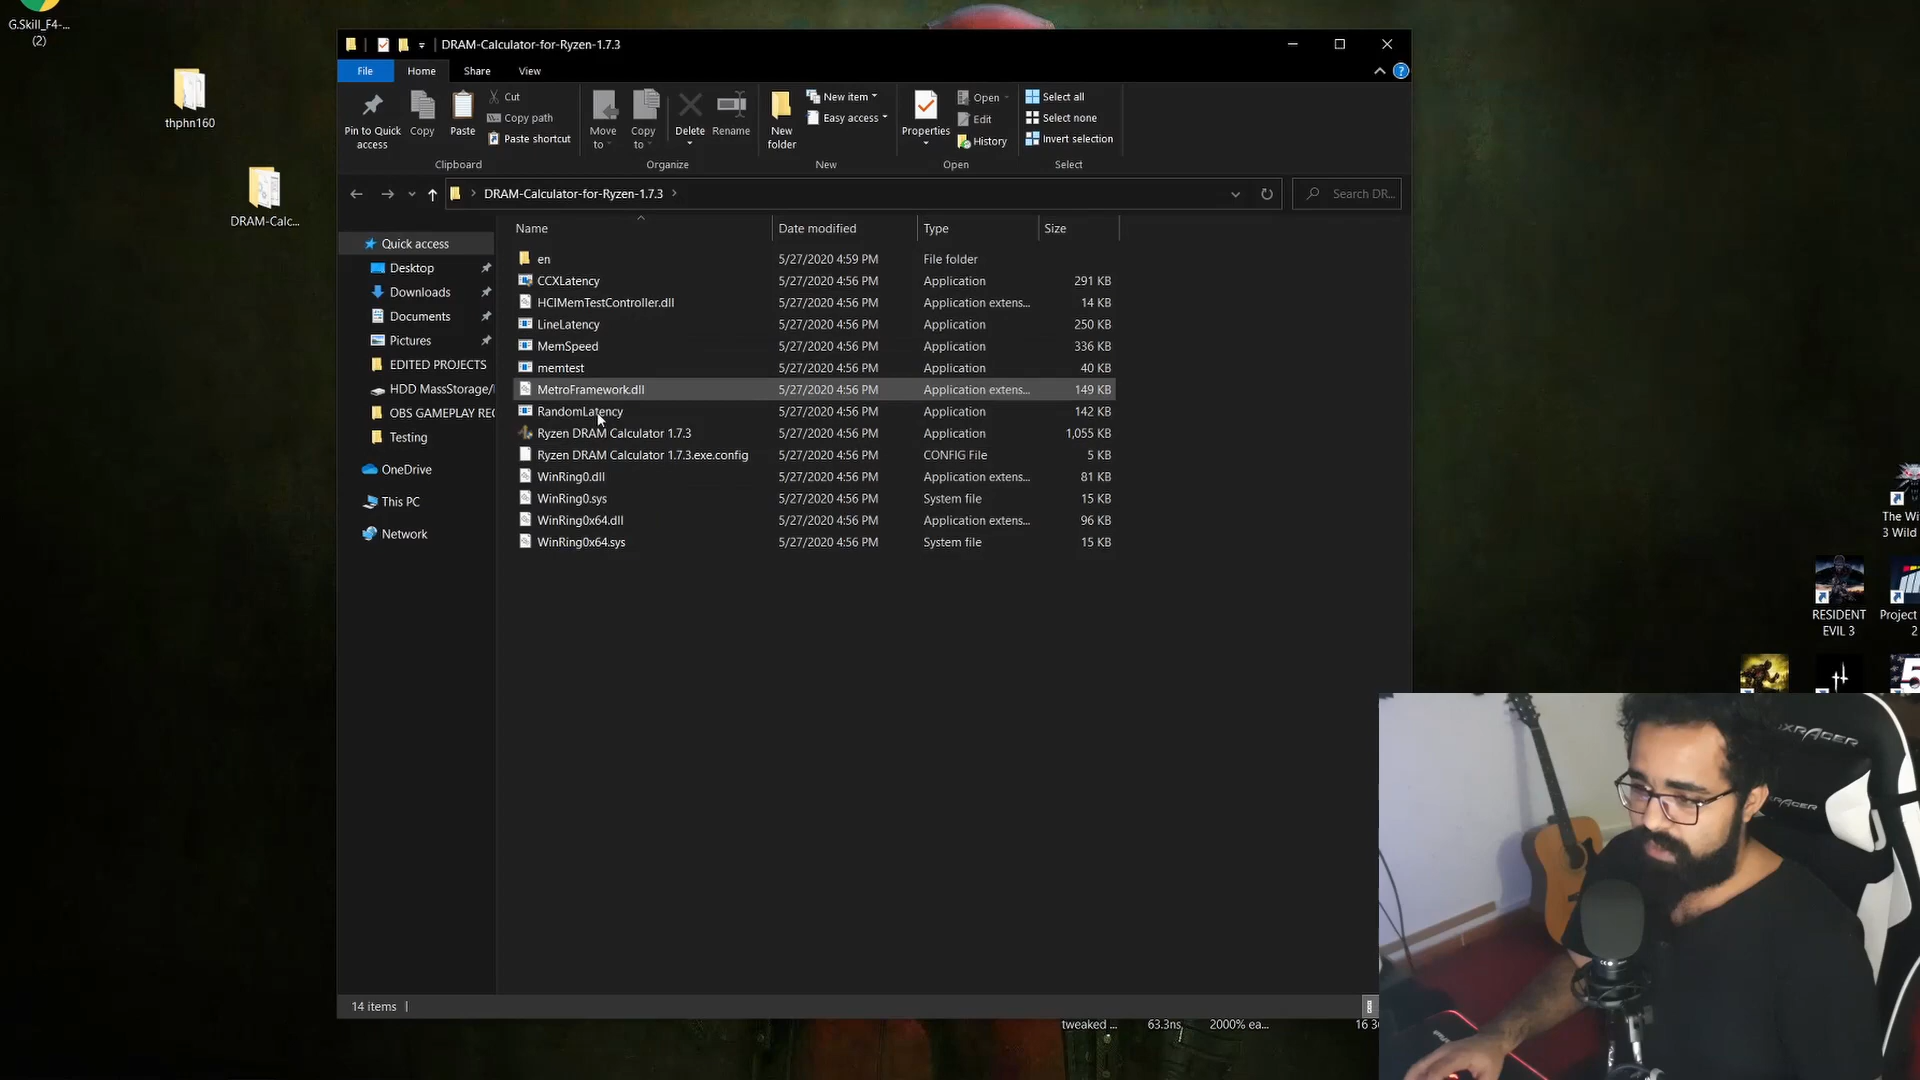 G.Skill_F4-...
(2)
thphn160
DRAM-Calc...
DRAM-Calculator-for-Ryzen-1.7.3
File Home Share View
Pin to Quick access
Copy
Paste
Cut
Copy path
Paste shortcut
Clipboard
Move to
Copy to
Delete
Rename
Organize
New folder
New item
Easy access
New
Properties
Open
Edit
History
Open
Select all
Select none
Invert selection
Select
DRAM-Calculator-for-Ryzen-1.7.3
Search DR...
Quick access
Desktop
Downloads
Documents
Pictures
EDITED PROJECTS
HDD MassStorage/
OBS GAMEPLAY REC
Testing
OneDrive
This PC
Network
Name Date modified Type Size
en 5/27/2020 4:59 PM File folder
CCXLatency 5/27/2020 4:56 PM Application 291 KB
HCIMemTestController.dll 5/27/2020 4:56 PM Application extens... 14 KB
LineLatency 5/27/2020 4:56 PM Application 250 KB
MemSpeed 5/27/2020 4:56 PM Application 336 KB
memtest 5/27/2020 4:56 PM Application 40 KB
MetroFramework.dll 5/27/2020 4:56 PM Application extens... 149 KB
RandomLatency 5/27/2020 4:56 PM Application 142 KB
Ryzen DRAM Calculator 1.7.3 5/27/2020 4:56 PM Application 1,055 KB
Ryzen DRAM Calculator 1.7.3.exe.config 5/27/2020 4:56 PM CONFIG File 5 KB
WinRing0.dll 5/27/2020 4:56 PM Application extens... 81 KB
WinRing0.sys 5/27/2020 4:56 PM System file 15 KB
WinRing0x64.dll 5/27/2020 4:56 PM Application extens... 96 KB
WinRing0x64.sys 5/27/2020 4:56 PM System file 15 KB
14 items
tweaked ... 63.3ns 2000% ea...
The Wi
3 Wild
RESIDENT
EVIL 3
Project
2